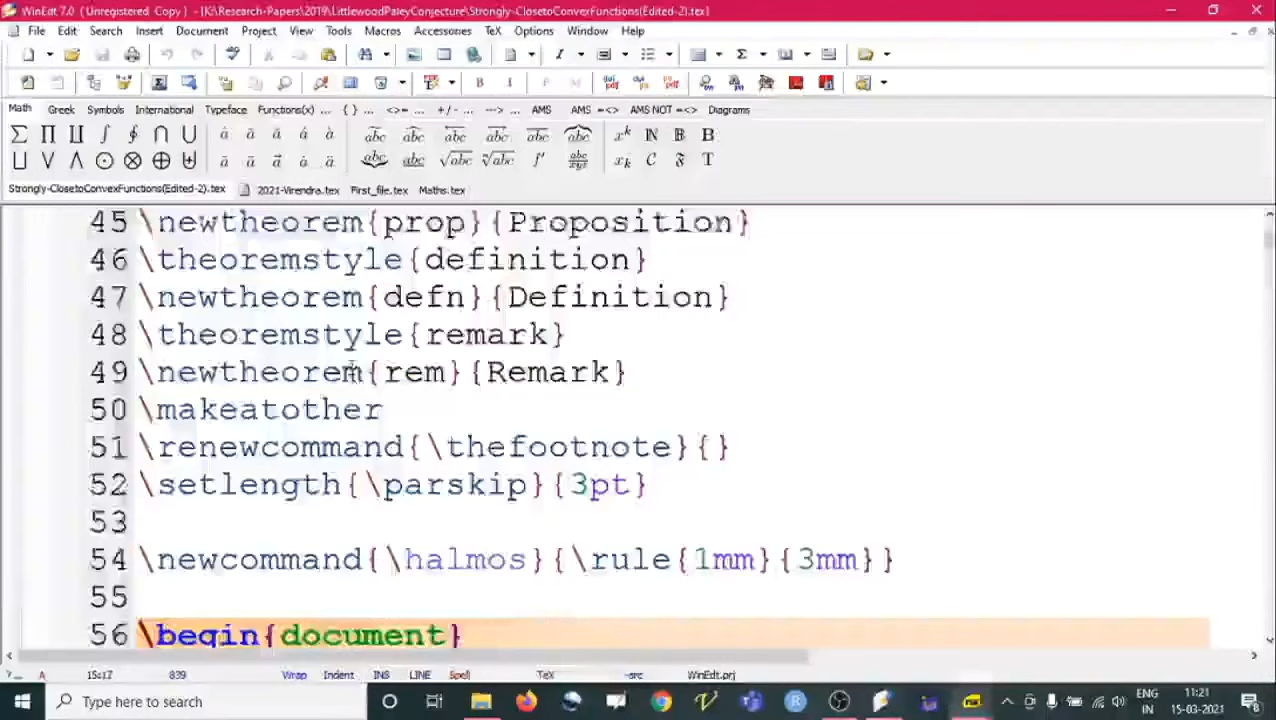 WinEdt 7.0 ( Unregistered Copy ) - [K:\Research-Papers\2019\LittlewoodPaleyConjecture\Strongly-ClosetoConvexFunctions(Edited-2).tex]
File Edit Search Insert Document Project View Tools Macros Accessories TeX Options Window Help
Math Greek Symbols International Typeface Functions(x) ... { } ... <>= ... +/- ... ---> ... AMS AMS =<> AMS NOT =<> Diagrams
Strongly-ClosetoConvexFunctions(Edited-2).tex 2021-Virendra.tex First_file.tex Maths.tex
45 \newtheorem{prop}{Proposition}
46 \theoremstyle{definition}
47 \newtheorem{defn}{Definition}
48 \theoremstyle{remark}
49 \newtheorem{rem}{Remark}
50 \makeatother
51 \renewcommand{\thefootnote}{}
52 \setlength{\parskip}{3pt}
53
54 \newcommand{\halmos}{\rule{1mm}{3mm}}
55
56 \begin{document}
A 15:17 839 Wrap Indent INS LINE Spell TeX -src WinEdt.prj
Type here to search
ENG 11:21
IN 15-03-2021